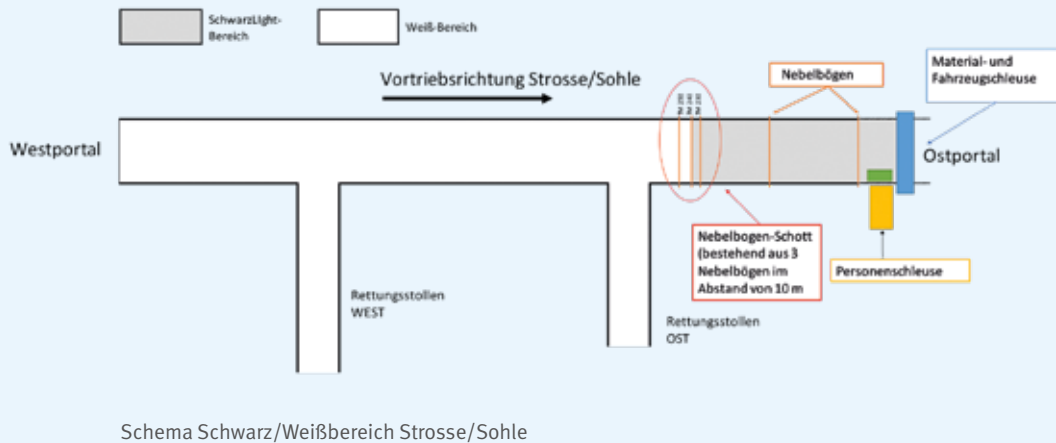 SchwarzLight-
Bereich
Weiß-Bereich
Vortriebsrichtung Strosse/Sohle
Nebelbögen
Material- und
Fahrzeugschleuse
Westportal
Ostportal
Nebelbogen-Schott
(bestehend aus 3
Nebelbögen im
Abstand von 10 m
Personenschleuse
Rettungsstollen
WEST
Rettungsstollen
OST
Schema Schwarz/Weißbereich Strosse/Sohle